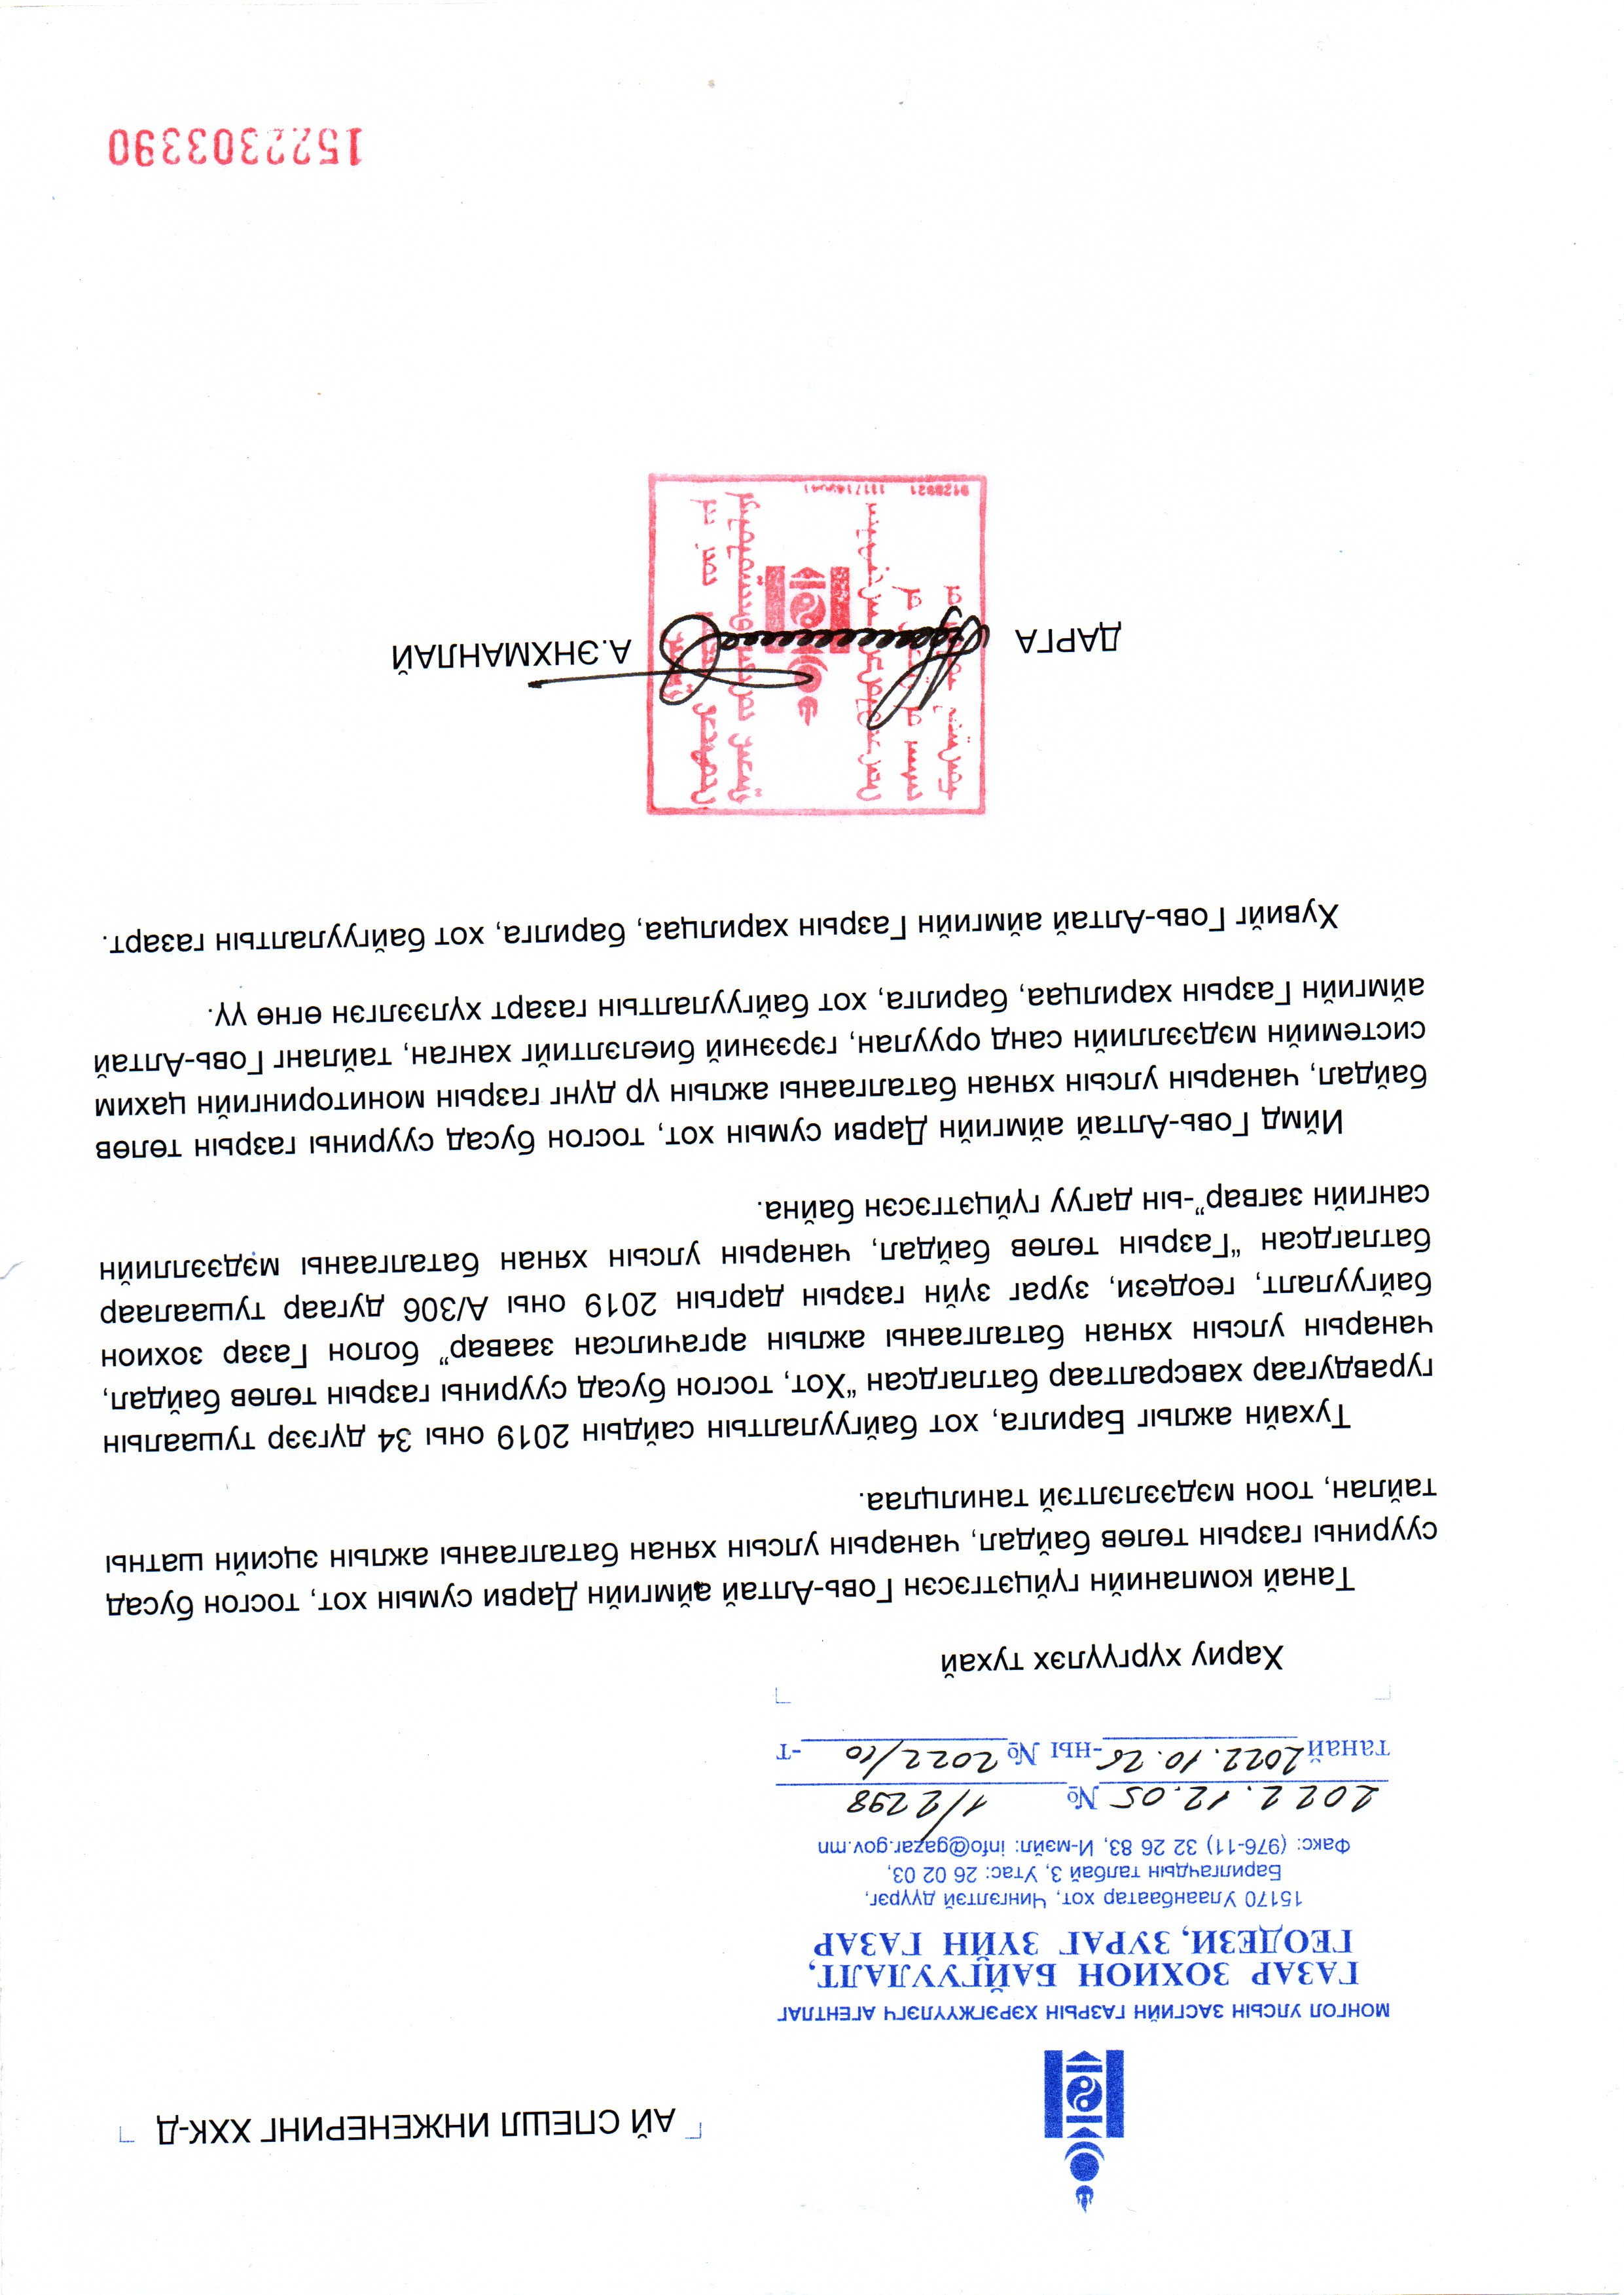 МОНГОЛ УЛСЫН ЗАСГИЙН ГАЗРЫН ХЭРЭГЖҮҮЛЭГЧ АГЕНТЛАГ
ГАЗАР ЗОХИОН БАЙГУУЛАЛТ,
ГЕОДЕЗИ, ЗУРАГ ЗҮЙН ГАЗАР
15170 Улаанбаатар хот, Чингэлтэй дүүрэг,
Барилгачдын талбай 3, Утас: 26 02 03,
Факс: (976-11) 32 26 83, И-мэйл: info@gazar.gov.mn
2022.12.05 № 1/2298
танай 2022.10.25-ны № 2022/10 -т
АЙ СПЕШЛ ИНЖЕНЕРИНГ ХХК-Д
Хариу хүргүүлэх тухай
Танай компанийн гүйцэтгэсэн Говь-Алтай аймгийн Дарви сумын хот, тосгон бусад
суурины газрын төлөв байдал, чанарын улсын хянан баталгааны ажлын эцсийн шатны
тайлан, тоон мэдээлэлтэй танилцлаа.
Тухайн ажлыг Барилга, хот байгуулалтын сайдын 2019 оны 34 дүгээр тушаалын
гуравдугаар хавсралтаар батлагдсан "Хот, тосгон бусад суурины газрын төлөв байдал,
чанарын улсын хянан баталгааны ажлын аргачилсан заавар" болон Газар зохион
байгуулалт, геодези, зураг зүйн газрын даргын 2019 оны А/306 дугаар тушаалаар
батлагдсан "Газрын төлөв байдал, чанарын улсын хянан баталгааны мэдээллийн
сангийн загвар"-ын дагуу гүйцэтгэсэн байна.
Иймд Говь-Алтай аймгийн Дарви сумын хот, тосгон бусад суурины газрын төлөв
байдал, чанарын улсын хянан баталгааны ажлын үр дүнг газрын мониторингийн цахим
системийн мэдээллийн санд оруулан, гэрээний биелэлтийг ханган, тайланг Говь-Алтай
аймгийн Газрын харилцаа, барилга, хот байгуулалтын газарт хүлээлгэн өгнө үү.
Хувийг Говь-Алтай аймгийн Газрын харилцаа, барилга, хот байгуулалтын газарт.
ДАРГА А.ЭНХМАНЛАЙ
1522303390